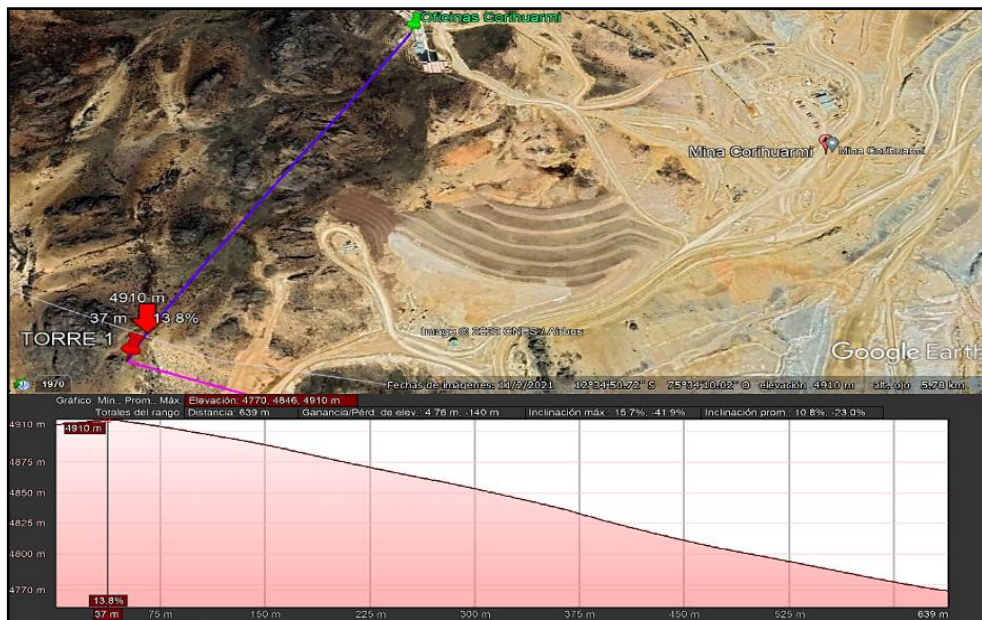 Oficinas Corihuarmi
Mina Corihuarmi
Mina Corihuarmi
4910 m
37 m 13.8%
TORRE 1
Image © 2022 CNES / Airbus
Google Earth
1970
Fechas de imágenes: 11/2/2021 12°34'50.72" S 75°34'10.02" O elevación 4910 m alt. ojo 5.78 km
Gráfico: Mín., Prom., Máx. Elevación: 4770, 4846, 4910 m
Totales del rango: Distancia: 639 m Ganancia/Pérd. de elev.: 4.76 m, -140 m Inclinación máx.: 15.7%, -41.9% Inclinación prom.: 10.8%, -23.0%
4910 m
4910 m
4875 m
4850 m
4825 m
4800 m
4770 m
13.8%
37 m 75 m 150 m 225 m 300 m 375 m 450 m 525 m 639 m